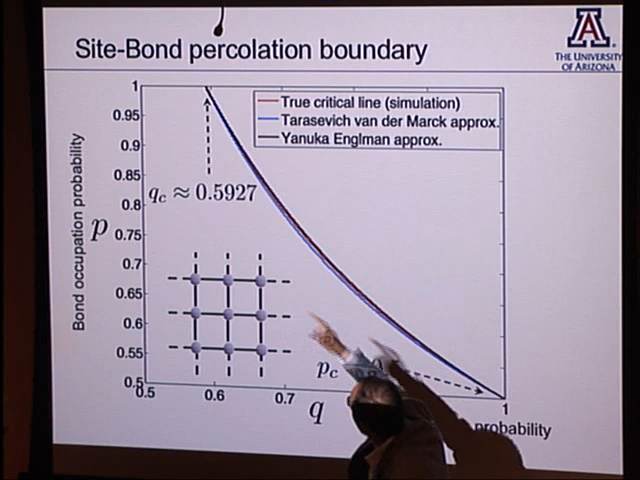 Site-Bond percolation boundary
A
THE UNIVERSITY
OF ARIZONA
True critical line (simulation)
Tarasevich van der Marck approx.
Yanuka Englman approx.
Bond occupation probability
p
1
0.95
0.9
0.85
0.8
0.75
0.7
0.65
0.6
0.55
0.5
qc ≈ 0.5927
pc
0.5
0.6
0.7
1
q
probability